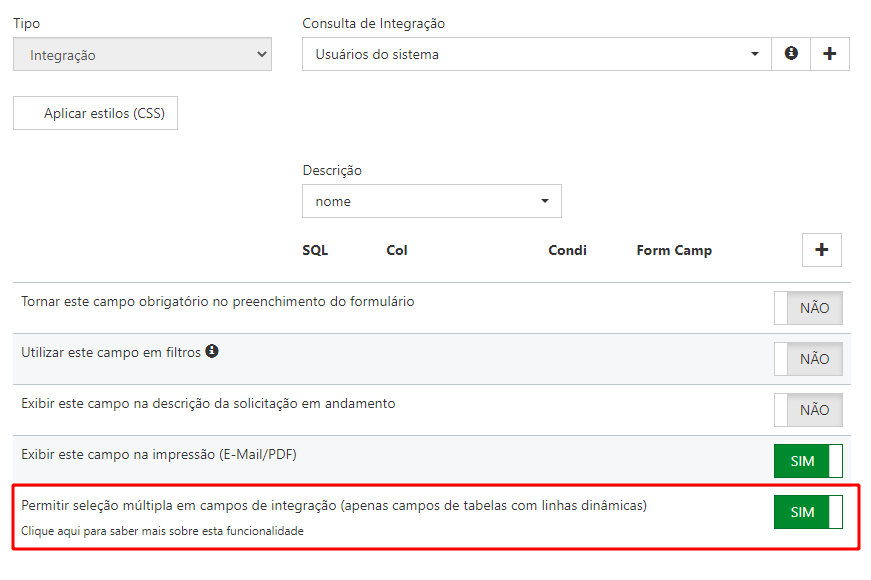 Tipo
Consulta de Integração
Integração
Usuários do sistema
Aplicar estilos (CSS)
Descrição
nome
SQL Col Condi Form Camp
Tornar este campo obrigatório no preenchimento do formulário
NÃO
Utilizar este campo em filtros
NÃO
Exibir este campo na descrição da solicitação em andamento
NÃO
Exibir este campo na impressão (E-Mail/PDF)
SIM
Permitir seleção múltipla em campos de integração (apenas campos de tabelas com linhas dinâmicas)
SIM
Clique aqui para saber mais sobre esta funcionalidade